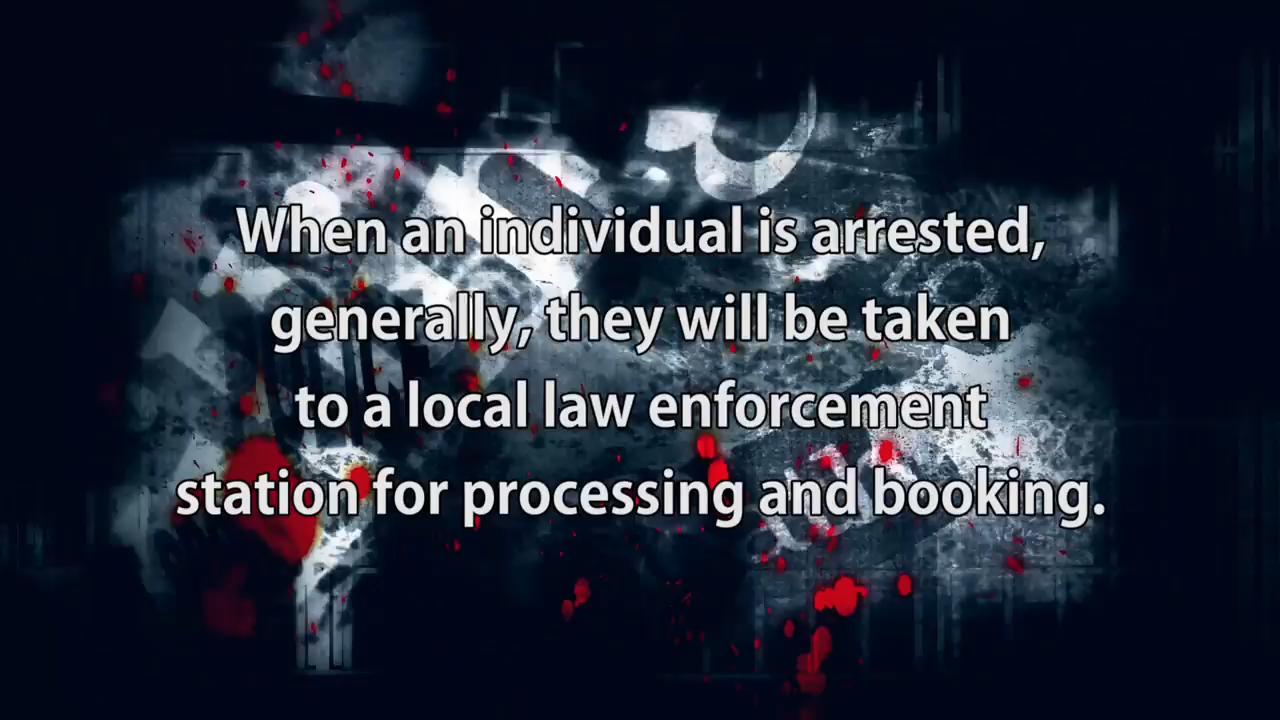 When an individual is arrested,
generally, they will be taken
to a local law enforcement
station for processing and booking.